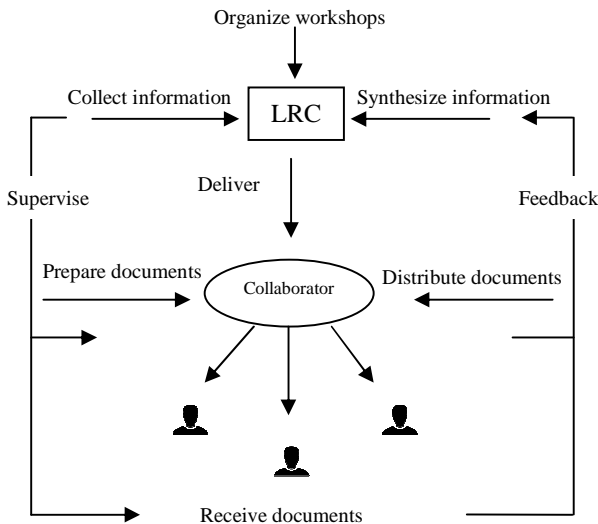 Organize workshops
Collect information
LRC
Synthesize information
Deliver
Supervise
Feedback
Prepare documents
Collaborator
Distribute documents
Receive documents